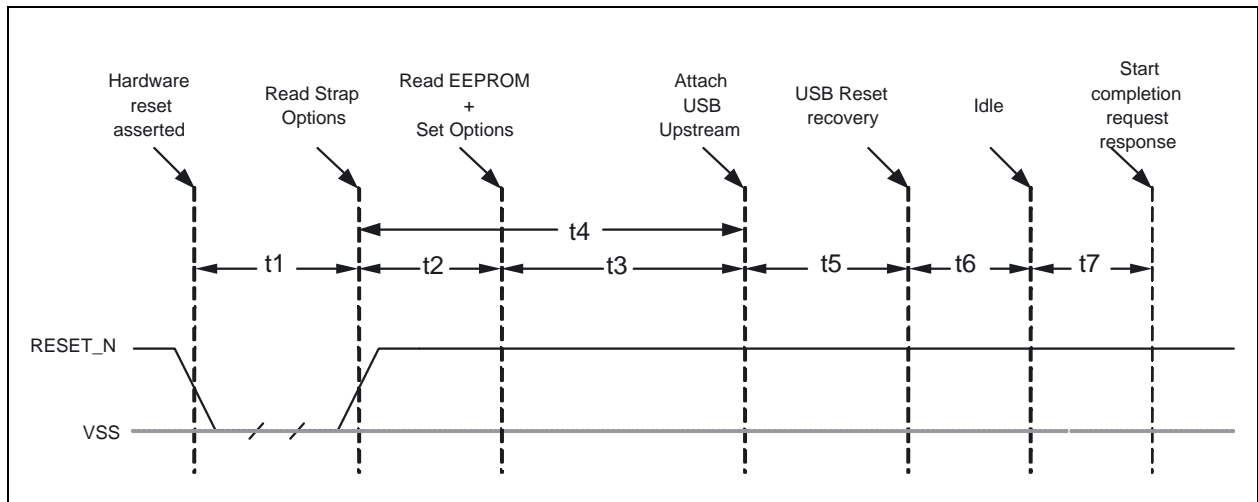 Hardware
reset
asserted
Read Strap
Options
Read EEPROM
+
Set Options
Attach
USB
Upstream
USB Reset
recovery
Idle
Start
completion
request
response
t4
t1
t2
t3
t5
t6
t7
RESET_N
VSS